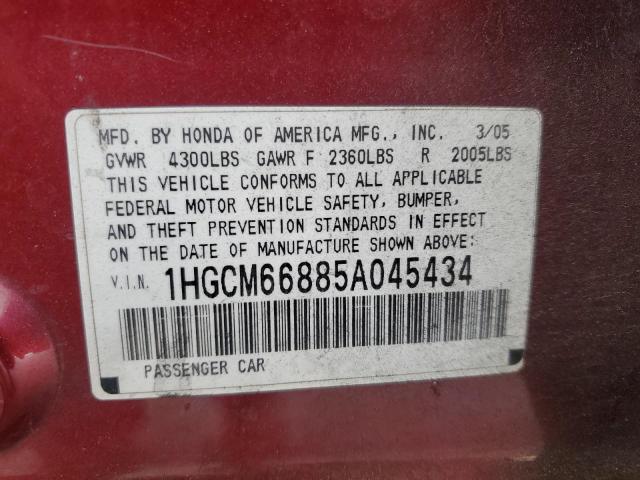 MFD. BY HONDA OF AMERICA MFG., INC. 3/05
GVWR 4300LBS GAWR F 2360LBS R 2005LBS
THIS VEHICLE CONFORMS TO ALL APPLICABLE
FEDERAL MOTOR VEHICLE SAFETY, BUMPER,
AND THEFT PREVENTION STANDARDS IN EFFECT
ON THE DATE OF MANUFACTURE SHOWN ABOVE:
V.I.N. 1HGCM66885A045434
PASSENGER CAR